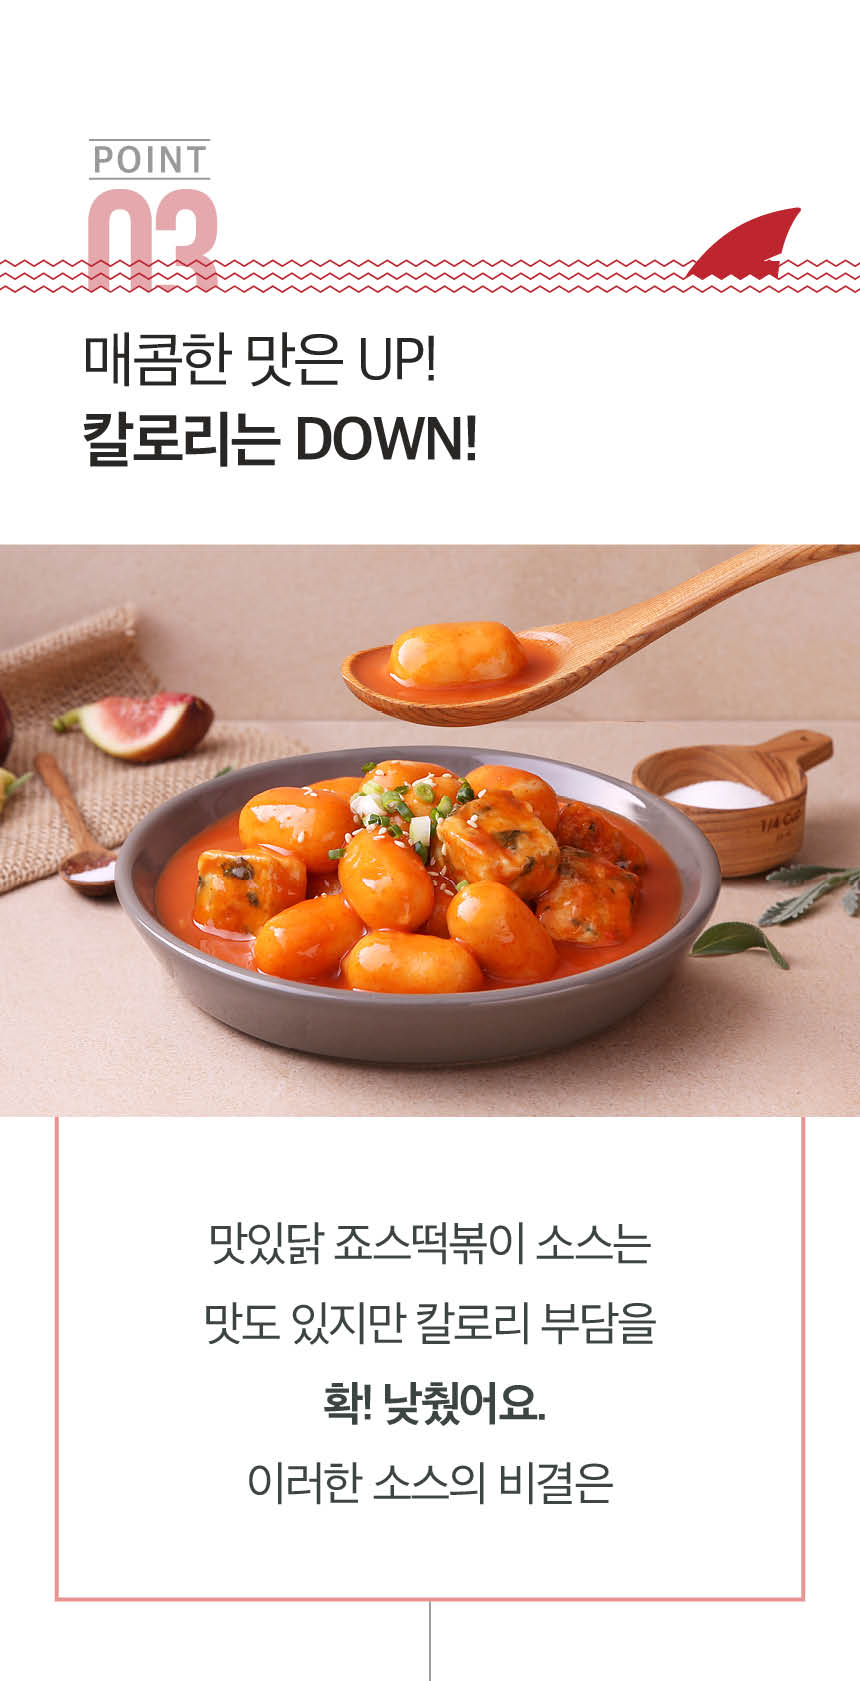 POINT
03
매콤한 맛은 UP!
칼로리는 DOWN!
1/4 Cup
맛있닭 죠스떡볶이 소스는
맛도 있지만 칼로리 부담을
확! 낮췄어요.
이러한 소스의 비결은